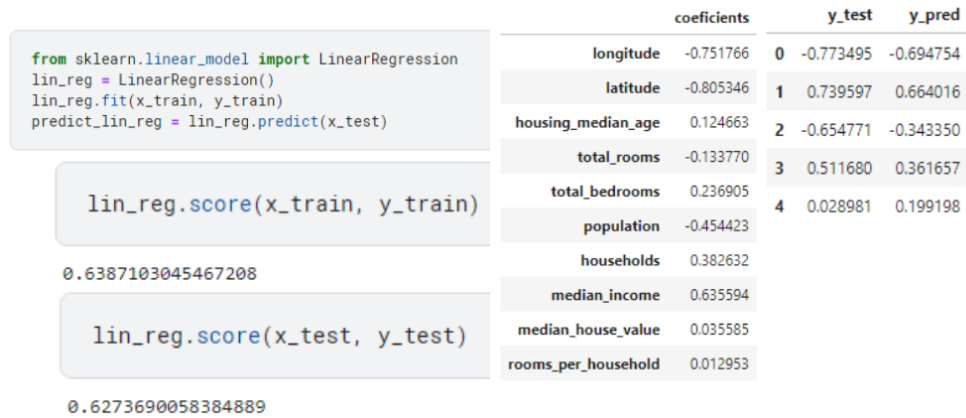 from sklearn.linear_model import LinearRegression
lin_reg = LinearRegression()
lin_reg.fit(x_train, y_train)
predict_lin_reg = lin_reg.predict(x_test)
lin_reg.score(x_train, y_train)
0.6387103045467208
lin_reg.score(x_test, y_test)
0.6273690058384889
coeficients
longitude -0.751766
latitude -0.805346
housing_median_age 0.124663
total_rooms -0.133770
total_bedrooms 0.236905
population -0.454423
households 0.382632
median_income 0.635594
median_house_value 0.035585
rooms_per_household 0.012953
y_test y_pred
0 -0.773495 -0.694754
1 0.739597 0.664016
2 -0.654771 -0.343350
3 0.511680 0.361657
4 0.028981 0.199198